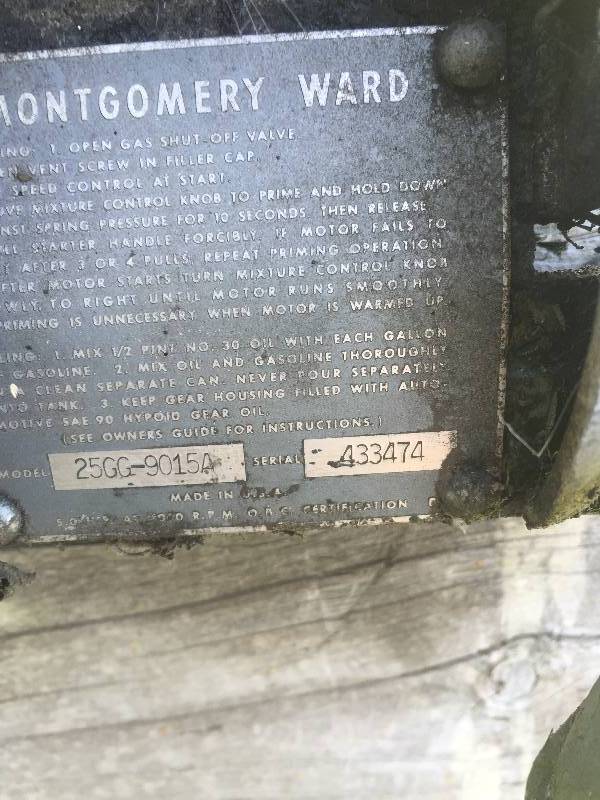 MONTGOMERY WARD
ING: 1. OPEN GAS SHUT-OFF VALVE.
VENT SCREW IN FILLER CAP.
SPEED CONTROL AT START.
MIXTURE CONTROL KNOB TO PRIME AND HOLD DOWN
NST SPRING PRESSURE FOR 10 SECONDS THEN RELEASE
STARTER HANDLE FORCIBLY. IF MOTOR FAILS TO
AFTER 3 OR 4 PULLS, REPEAT PRIMING OPERATION
FTER MOTOR STARTS TURN MIXTURE CONTROL KNOB
WLY, TO RIGHT UNTIL MOTOR RUNS SMOOTHLY
PRIMING IS UNNECESSARY WHEN MOTOR IS WARMED UP.
LING: 1. MIX 1/2 PINT NO. 30 OIL WITH EACH GALLON
GASOLINE. 2. MIX OIL AND GASOLINE THOROUGHLY
CLEAN SEPARATE CAN. NEVER POUR SEPARATELY
NTO TANK. 3. KEEP GEAR HOUSING FILLED WITH AUTO-
MOTIVE SAE 90 HYPOID GEAR OIL.
(SEE OWNERS GUIDE FOR INSTRUCTIONS.)
MODEL 25GG-9015A SERIAL 433474
MADE IN U.S.A.
R.P.M. O.B.C. CERTIFICATION